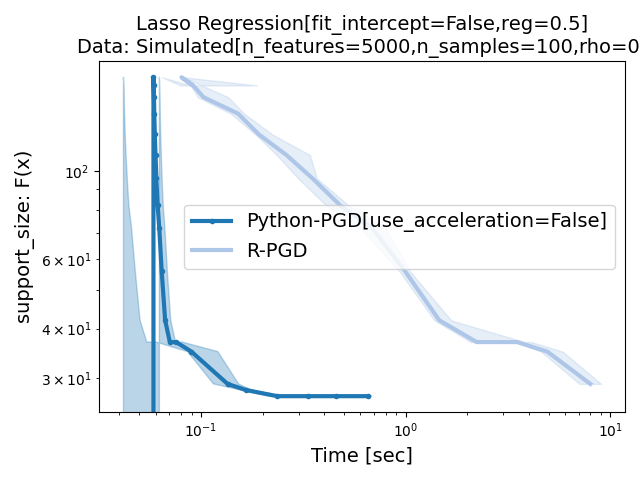 Lasso Regression[fit_intercept=False,reg=0.5]
Data: Simulated[n_features=5000,n_samples=100,rho=0
support_size: F(x)
10²
6 × 10¹
4 × 10¹
3 × 10¹
Python-PGD[use_acceleration=False]
R-PGD
10⁻¹
10⁰
10¹
Time [sec]